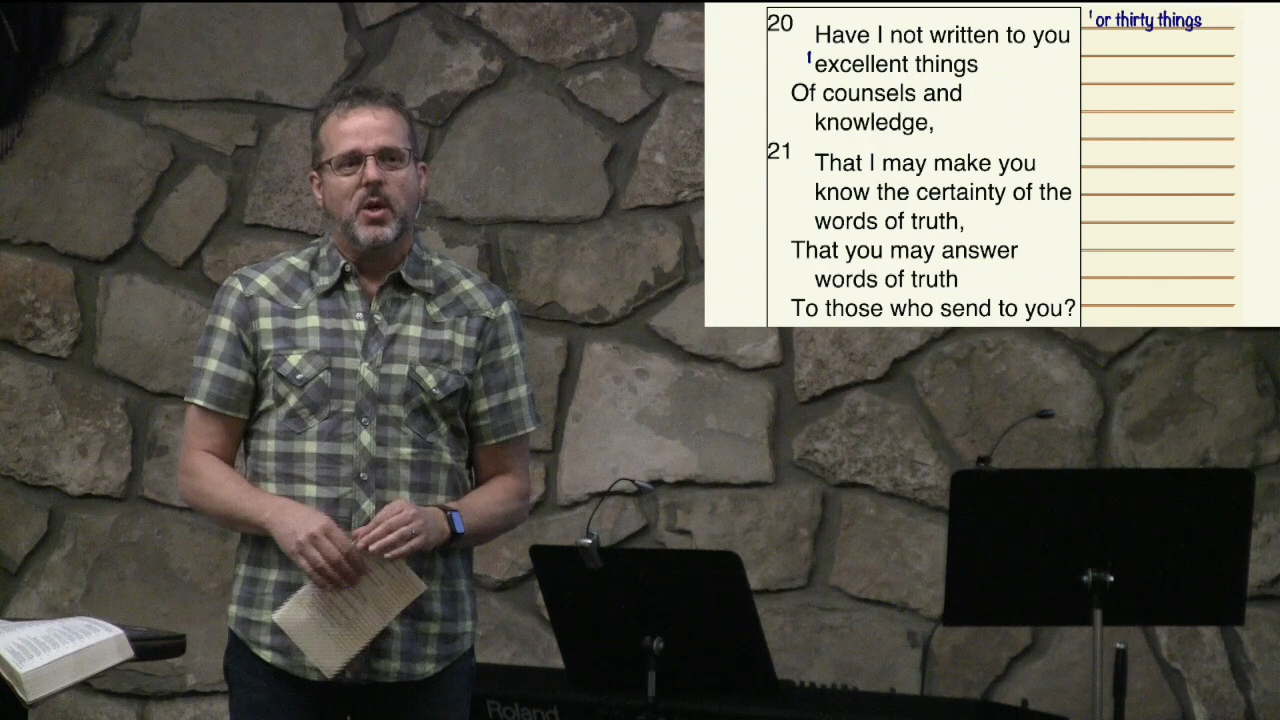 20
Have I not written to you
ˈexcellent things
Of counsels and
knowledge,
21
That I may make you
know the certainty of the
words of truth,
That you may answer
words of truth
To those who send to you?
ˈor thirty things
Roland